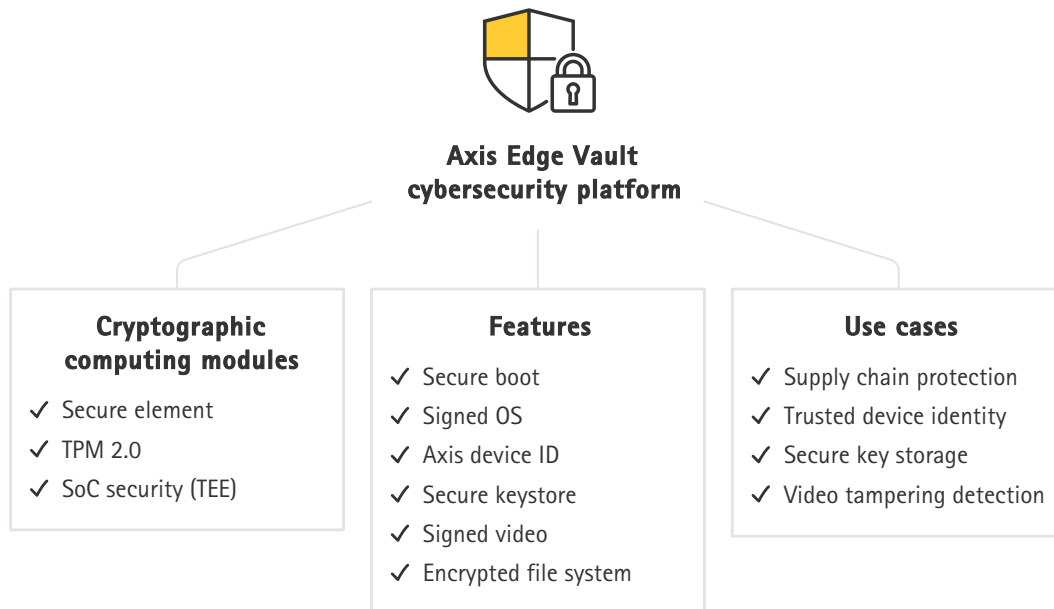 Axis Edge Vault
cybersecurity platform
Cryptographic
computing modules
✓ Secure element
✓ TPM 2.0
✓ SoC security (TEE)
Features
✓ Secure boot
✓ Signed OS
✓ Axis device ID
✓ Secure keystore
✓ Signed video
✓ Encrypted file system
Use cases
✓ Supply chain protection
✓ Trusted device identity
✓ Secure key storage
✓ Video tampering detection